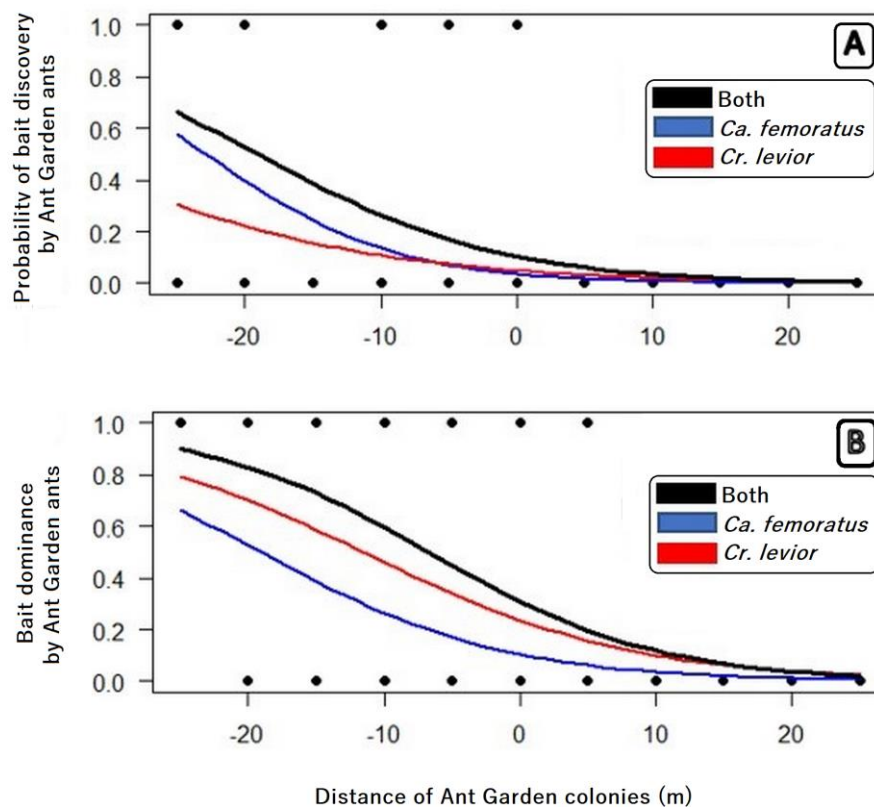 A
1.0
0.8
0.6
0.4
0.2
0.0
Probability of bait discovery
by Ant Garden ants
Both
Ca. femoratus
Cr. levior
-20
-10
0
10
20
B
1.0
0.8
0.6
0.4
0.2
0.0
Bait dominance
by Ant Garden ants
Both
Ca. femoratus
Cr. levior
-20
-10
0
10
20
Distance of Ant Garden colonies (m)